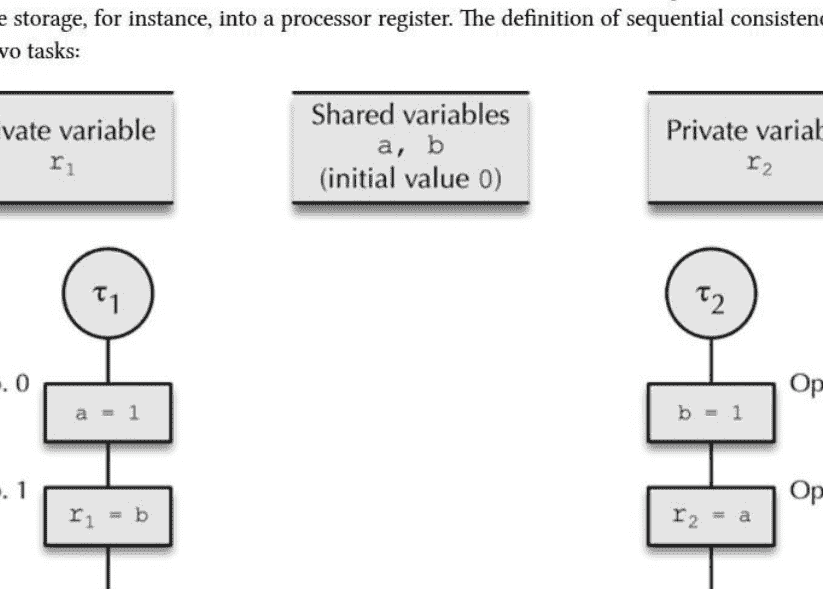 e storage, for instance, into a processor register. The definition of sequential consistenc
vo tasks:
vate variable
r1
Shared variables
a, b
(initial value 0)
Private variab
r2
τ1
τ2
. 0
a = 1
b = 1
Op
. 1
r1 = b
r2 = a
Op